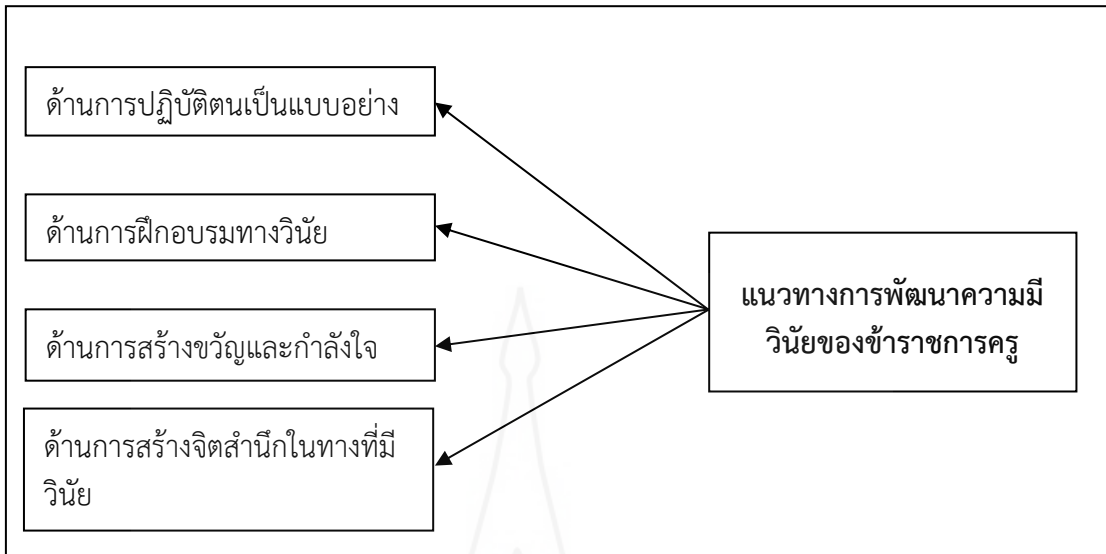 ด้านการปฏิบัติตนเป็นแบบอย่าง
ด้านการฝึกอบรมทางวินัย
ด้านการสร้างขวัญและกำลังใจ
ด้านการสร้างจิตสำนึกในทางที่มี
วินัย
แนวทางการพัฒนาความมี
วินัยของข้าราชการครู